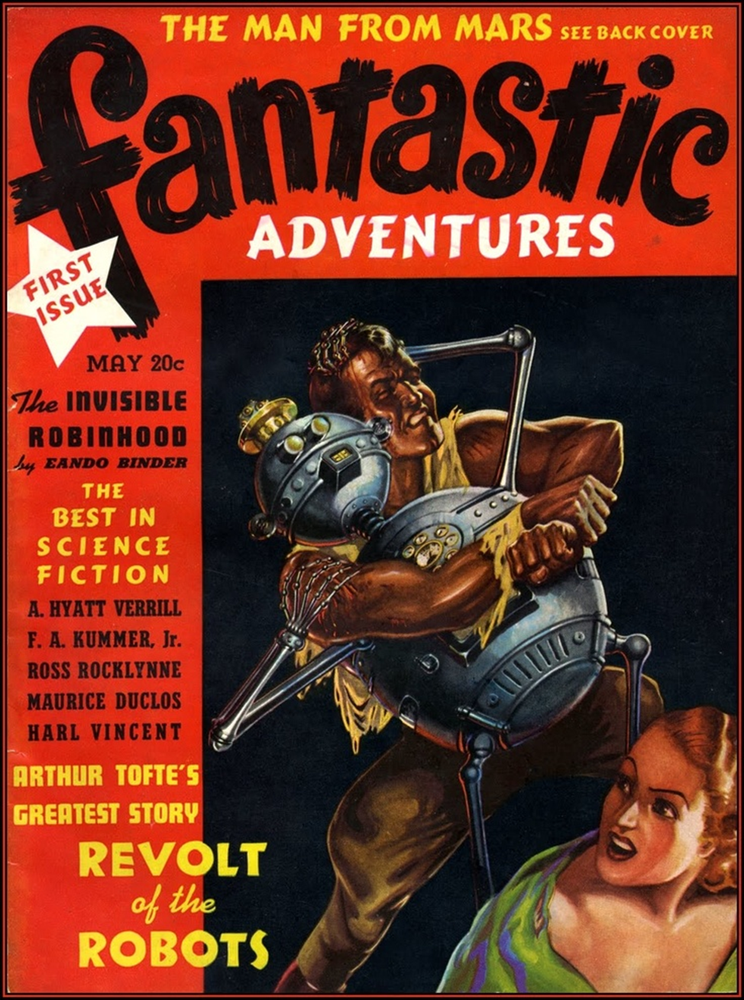 THE MAN FROM MARS SEE BACK COVER
fantastic
ADVENTURES
FIRST
ISSUE
MAY 20c
The INVISIBLE
ROBINHOOD
by EANDO BINDER
THE
BEST IN
SCIENCE
FICTION
A. HYATT VERRILL
F. A. KUMMER, Jr.
ROSS ROCKLYNNE
MAURICE DUCLOS
HARL VINCENT
ARTHUR TOFTE'S
GREATEST STORY
REVOLT
of the
ROBOTS